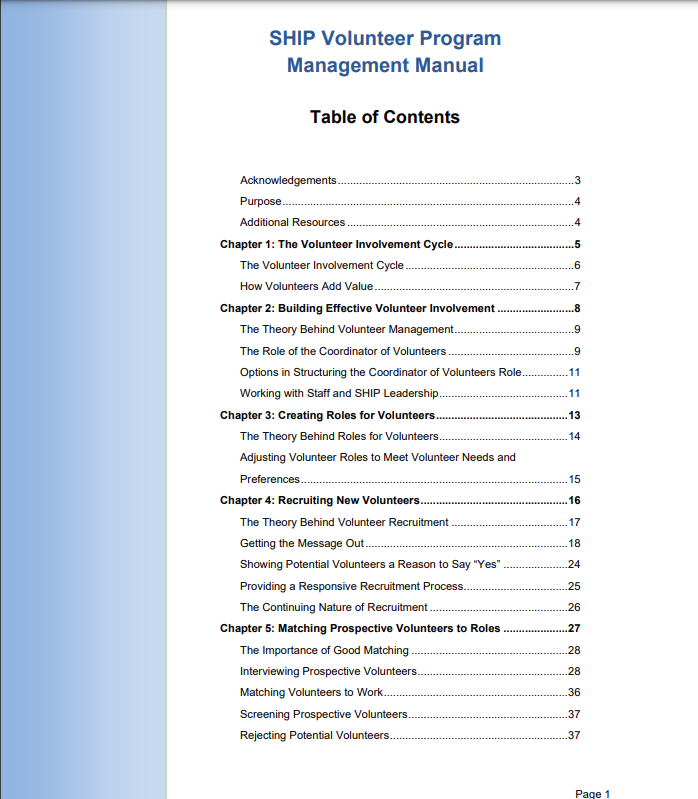 SHIP Volunteer Program
Management Manual
Table of Contents
Acknowledgements..............................................................................3
Purpose................................................................................................4
Additional Resources...........................................................................4
Chapter 1: The Volunteer Involvement Cycle.......................................5
The Volunteer Involvement Cycle........................................................6
How Volunteers Add Value..................................................................7
Chapter 2: Building Effective Volunteer Involvement .........................8
The Theory Behind Volunteer Management.......................................9
The Role of the Coordinator of Volunteers .........................................9
Options in Structuring the Coordinator of Volunteers Role...............11
Working with Staff and SHIP Leadership..........................................11
Chapter 3: Creating Roles for Volunteers...........................................13
The Theory Behind Roles for Volunteers..........................................14
Adjusting Volunteer Roles to Meet Volunteer Needs and
Preferences........................................................................................15
Chapter 4: Recruiting New Volunteers................................................16
The Theory Behind Volunteer Recruitment ......................................17
Getting the Message Out...................................................................18
Showing Potential Volunteers a Reason to Say “Yes” .....................24
Providing a Responsive Recruitment Process..................................25
The Continuing Nature of Recruitment .............................................26
Chapter 5: Matching Prospective Volunteers to Roles .....................27
The Importance of Good Matching ...................................................28
Interviewing Prospective Volunteers.................................................28
Matching Volunteers to Work............................................................36
Screening Prospective Volunteers....................................................37
Rejecting Potential Volunteers..........................................................37
Page 1